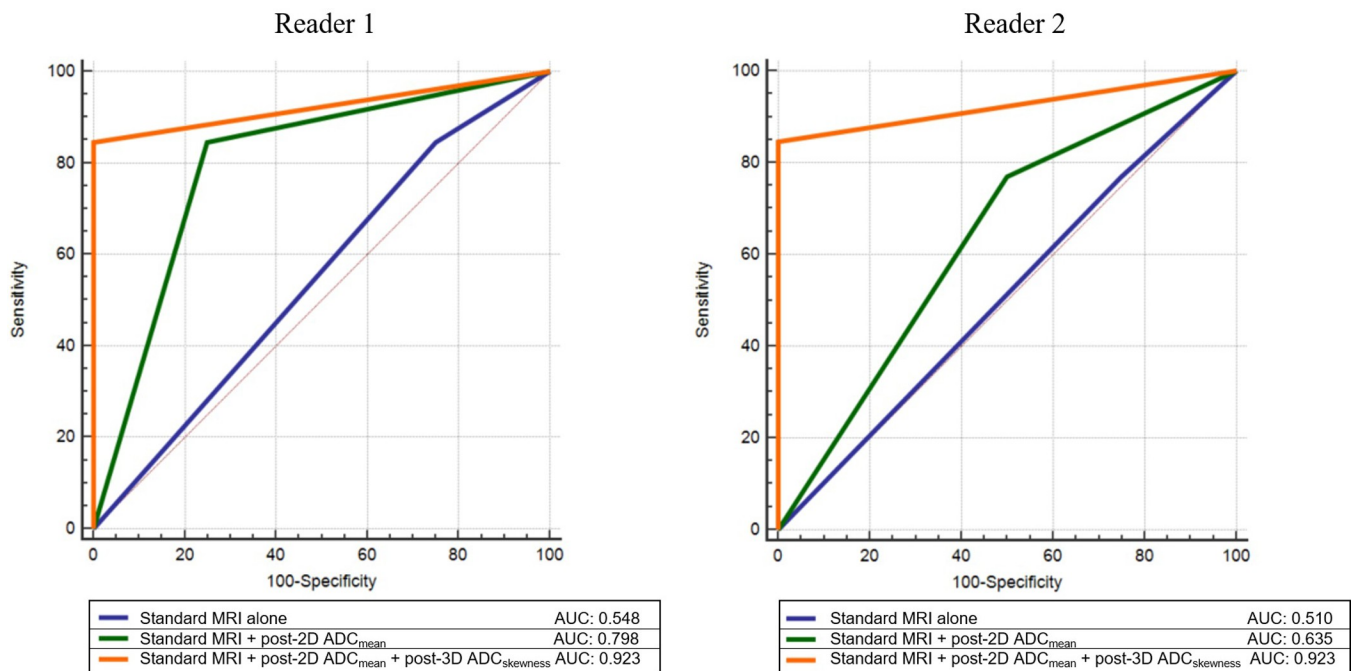 Reader 1
100
80
60
40
20
0
Sensitivity
0 20 40 60 80 100
100-Specificity
Standard MRI alone AUC: 0.548
Standard MRI + post-2D ADCmean AUC: 0.798
Standard MRI + post-2D ADCmean + post-3D ADCskewness AUC: 0.923
Reader 2
100
80
60
40
20
0
Sensitivity
0 20 40 60 80 100
100-Specificity
Standard MRI alone AUC: 0.510
Standard MRI + post-2D ADCmean AUC: 0.635
Standard MRI + post-2D ADCmean + post-3D ADCskewness AUC: 0.923